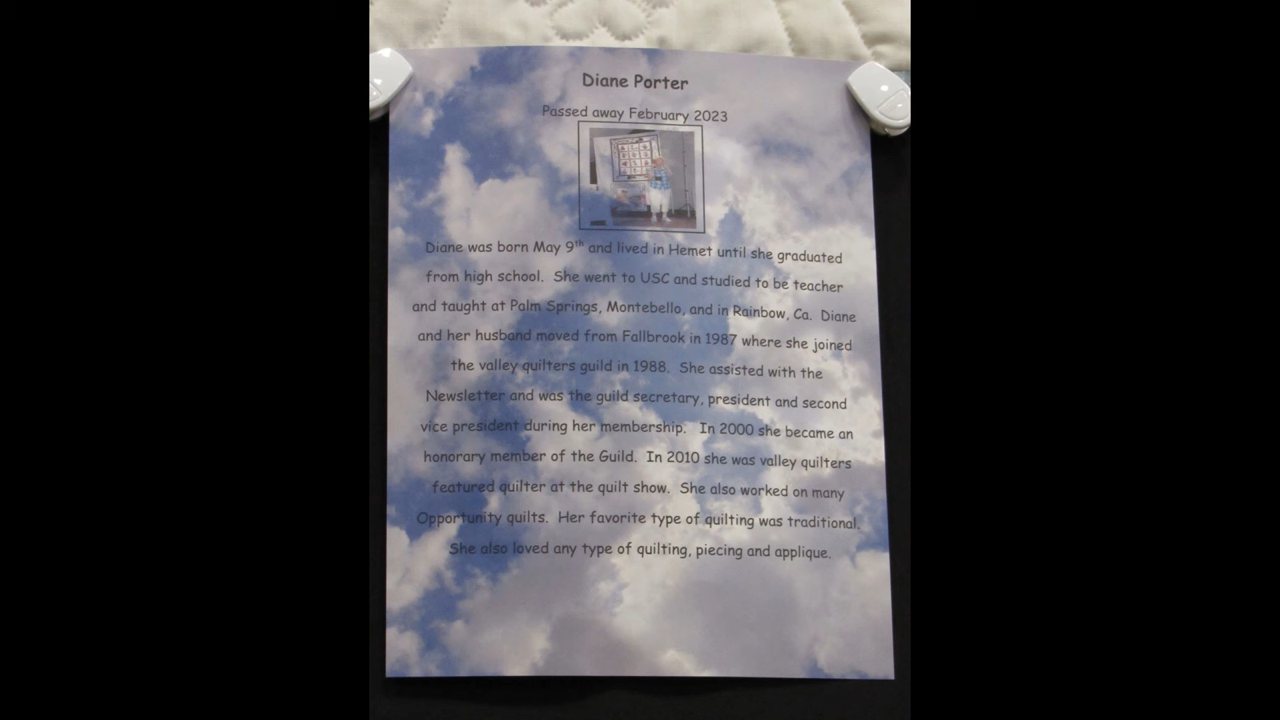 Diane Porter
Passed away February 2023
Diane was born May 9th and lived in Hemet until she graduated
from high school. She went to USC and studied to be teacher
and taught at Palm Springs, Montebello, and in Rainbow, Ca. Diane
and her husband moved from Fallbrook in 1987 where she joined
the valley quilters guild in 1988. She assisted with the
Newsletter and was the guild secretary, president and second
vice president during her membership. In 2000 she became an
honorary member of the Guild. In 2010 she was valley quilters
featured quilter at the quilt show. She also worked on many
Opportunity quilts. Her favorite type of quilting was traditional.
She also loved any type of quilting, piecing and applique.